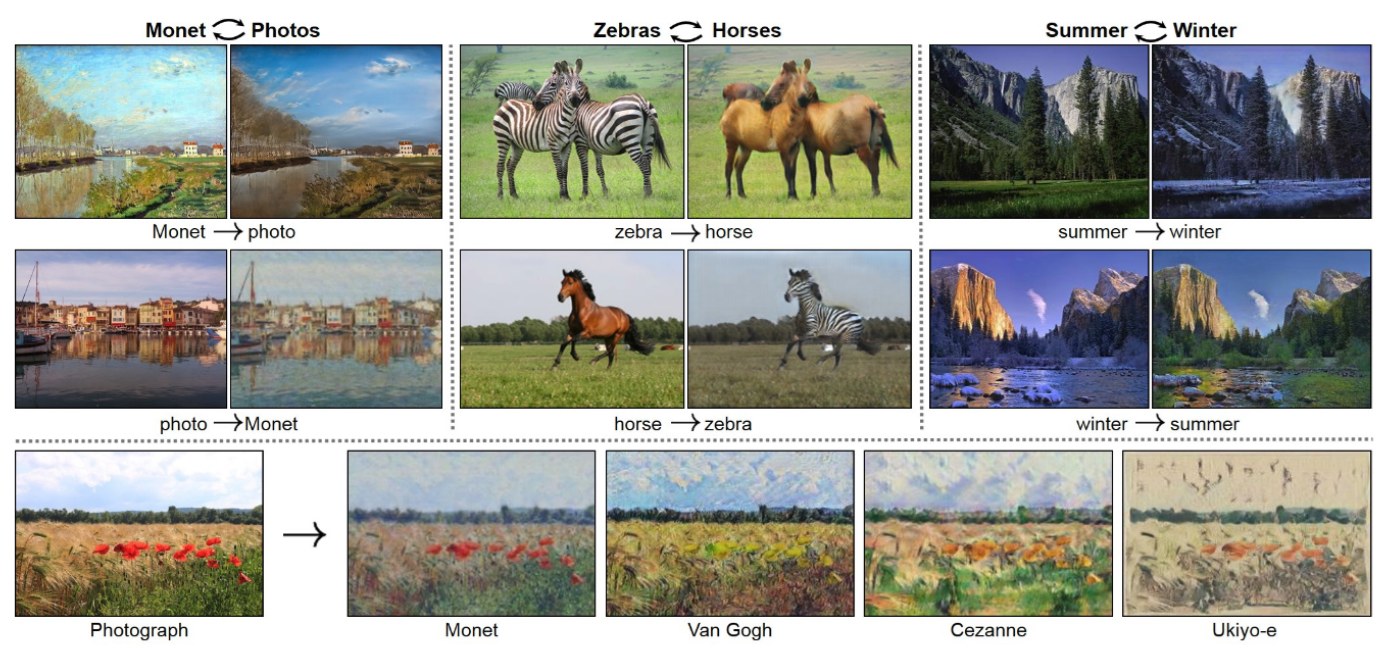 Monet ⇄ Photos
Zebras ⇄ Horses
Summer ⇄ Winter
Monet → photo
zebra → horse
summer → winter
photo → Monet
horse → zebra
winter → summer
→
Photograph
Monet
Van Gogh
Cezanne
Ukiyo-e